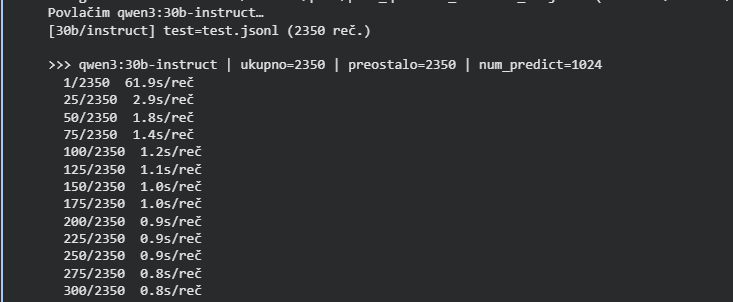 Povlačim qwen3:30b-instruct…
[30b/instruct] test=test.jsonl (2350 reč.)
>>> qwen3:30b-instruct | ukupno=2350 | preostalo=2350 | num_predict=1024
1/2350 61.9s/reč
25/2350 2.9s/reč
50/2350 1.8s/reč
75/2350 1.4s/reč
100/2350 1.2s/reč
125/2350 1.1s/reč
150/2350 1.0s/reč
175/2350 1.0s/reč
200/2350 0.9s/reč
225/2350 0.9s/reč
250/2350 0.9s/reč
275/2350 0.8s/reč
300/2350 0.8s/reč